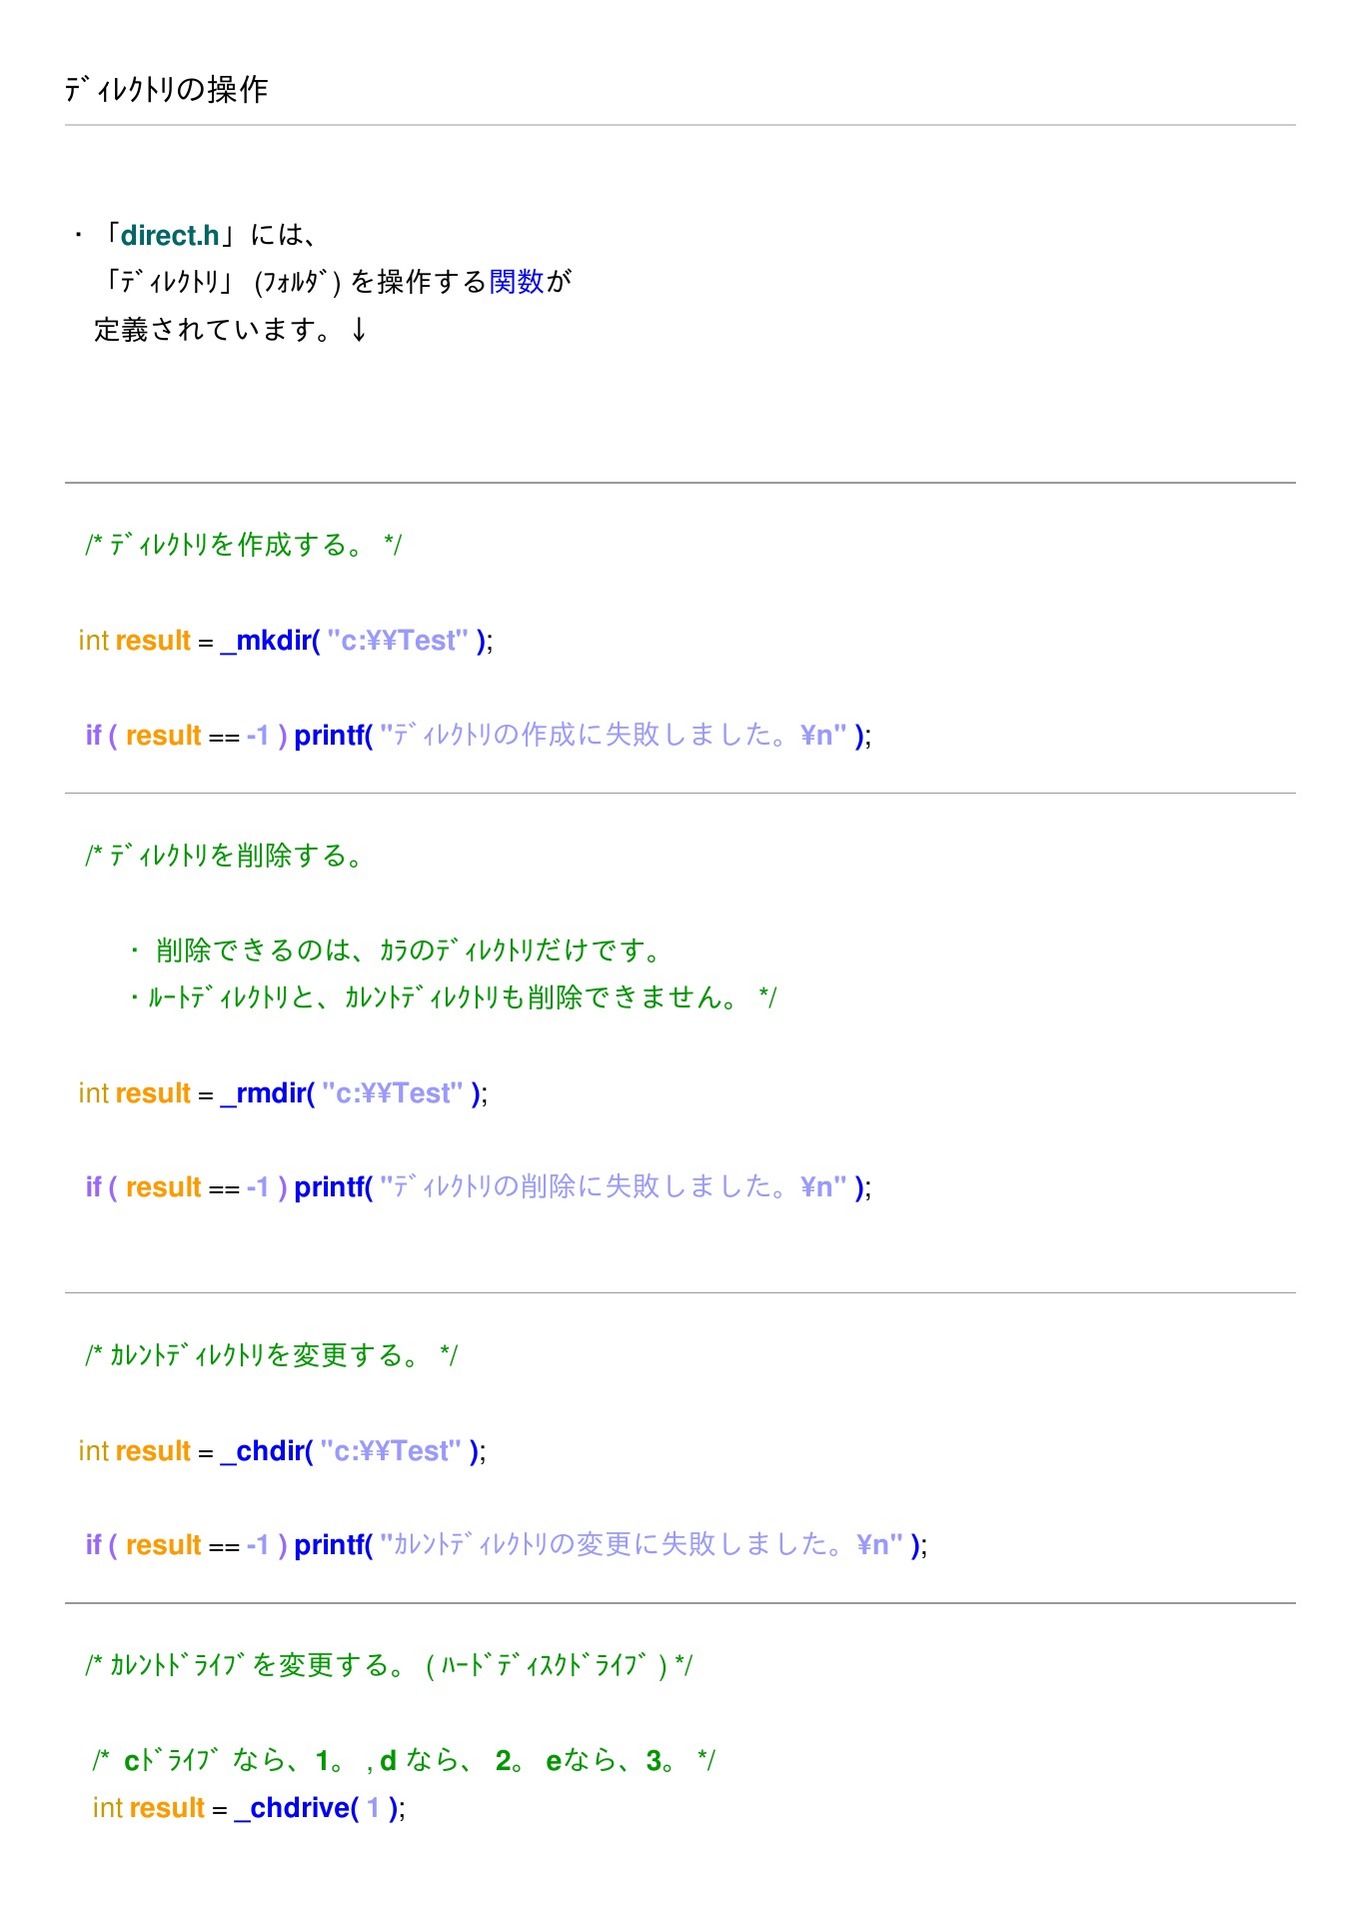 ﾃﾞｨﾚｸﾄﾘの操作
・「direct.h」には、
「ﾃﾞｨﾚｸﾄﾘ」 (ﾌｫﾙﾀﾞ) を操作する関数が
定義されています。↓
/* ﾃﾞｨﾚｸﾄﾘを作成する。 */
int result = _mkdir( "c:¥¥Test" );
if ( result == -1 ) printf( "ﾃﾞｨﾚｸﾄﾘの作成に失敗しました。¥n" );
/* ﾃﾞｨﾚｸﾄﾘを削除する。
・ 削除できるのは、ｶﾗのﾃﾞｨﾚｸﾄﾘだけです。
・ﾙｰﾄﾃﾞｨﾚｸﾄﾘと、ｶﾚﾝﾄﾃﾞｨﾚｸﾄﾘも削除できません。 */
int result = _rmdir( "c:¥¥Test" );
if ( result == -1 ) printf( "ﾃﾞｨﾚｸﾄﾘの削除に失敗しました。¥n" );
/* ｶﾚﾝﾄﾃﾞｨﾚｸﾄﾘを変更する。 */
int result = _chdir( "c:¥¥Test" );
if ( result == -1 ) printf( "ｶﾚﾝﾄﾃﾞｨﾚｸﾄﾘの変更に失敗しました。¥n" );
/* ｶﾚﾝﾄﾄﾞﾗｲﾌﾞを変更する。 ( ﾊｰﾄﾞﾃﾞｨｽｸﾄﾞﾗｲﾌﾞ ) */
/* cﾄﾞﾗｲﾌﾞ なら、1。 , d なら、 2。 eなら、3。 */
int result = _chdrive( 1 );